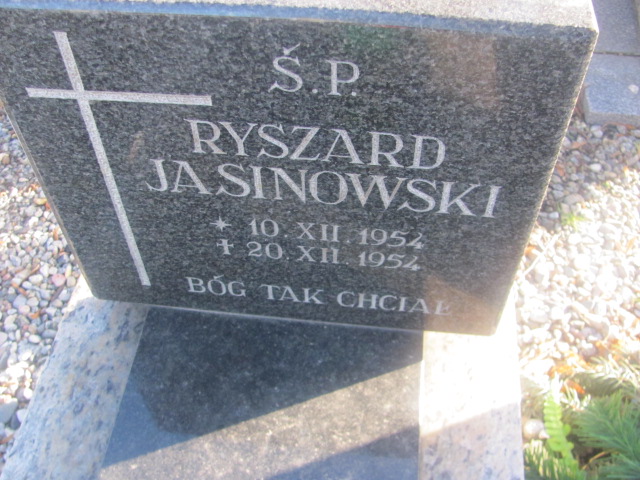 Ś.P.
RYSZARD
JASINOWSKI
* 10. XII. 1954
† 20. XII. 1954
BÓG TAK CHCIAŁ